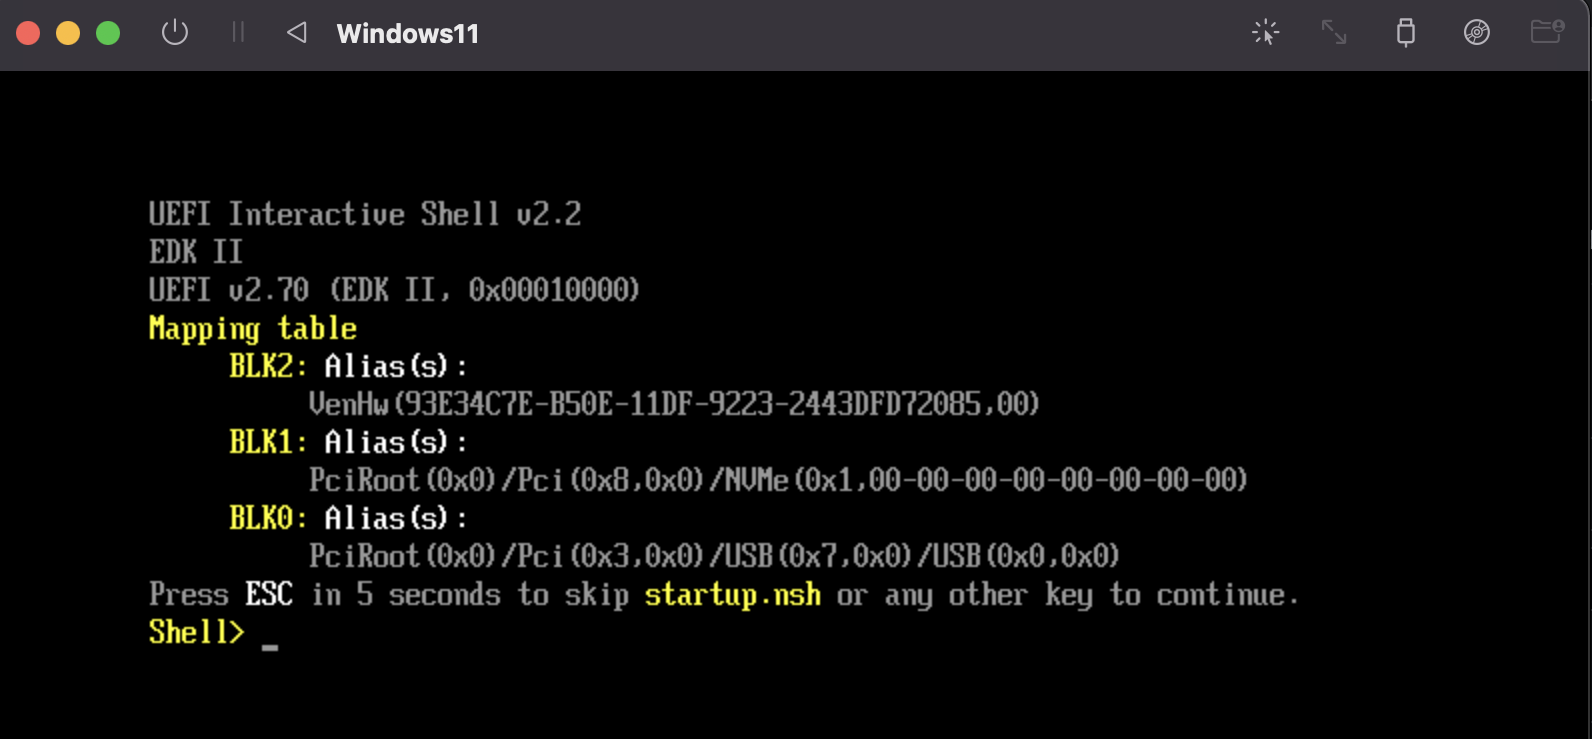 Windows11
UEFI Interactive Shell v2.2
EDK II
UEFI v2.70 (EDK II, 0x00010000)
Mapping table
BLK2: Alias(s):
VenHw(93E34C7E-B50E-11DF-9223-2443DFD72085,00)
BLK1: Alias(s):
PciRoot(0x0)/Pci(0x8,0x0)/NVMe(0x1,00-00-00-00-00-00-00-00)
BLK0: Alias(s):
PciRoot(0x0)/Pci(0x3,0x0)/USB(0x7,0x0)/USB(0x0,0x0)
Press ESC in 5 seconds to skip startup.nsh or any other key to continue.
Shell> _